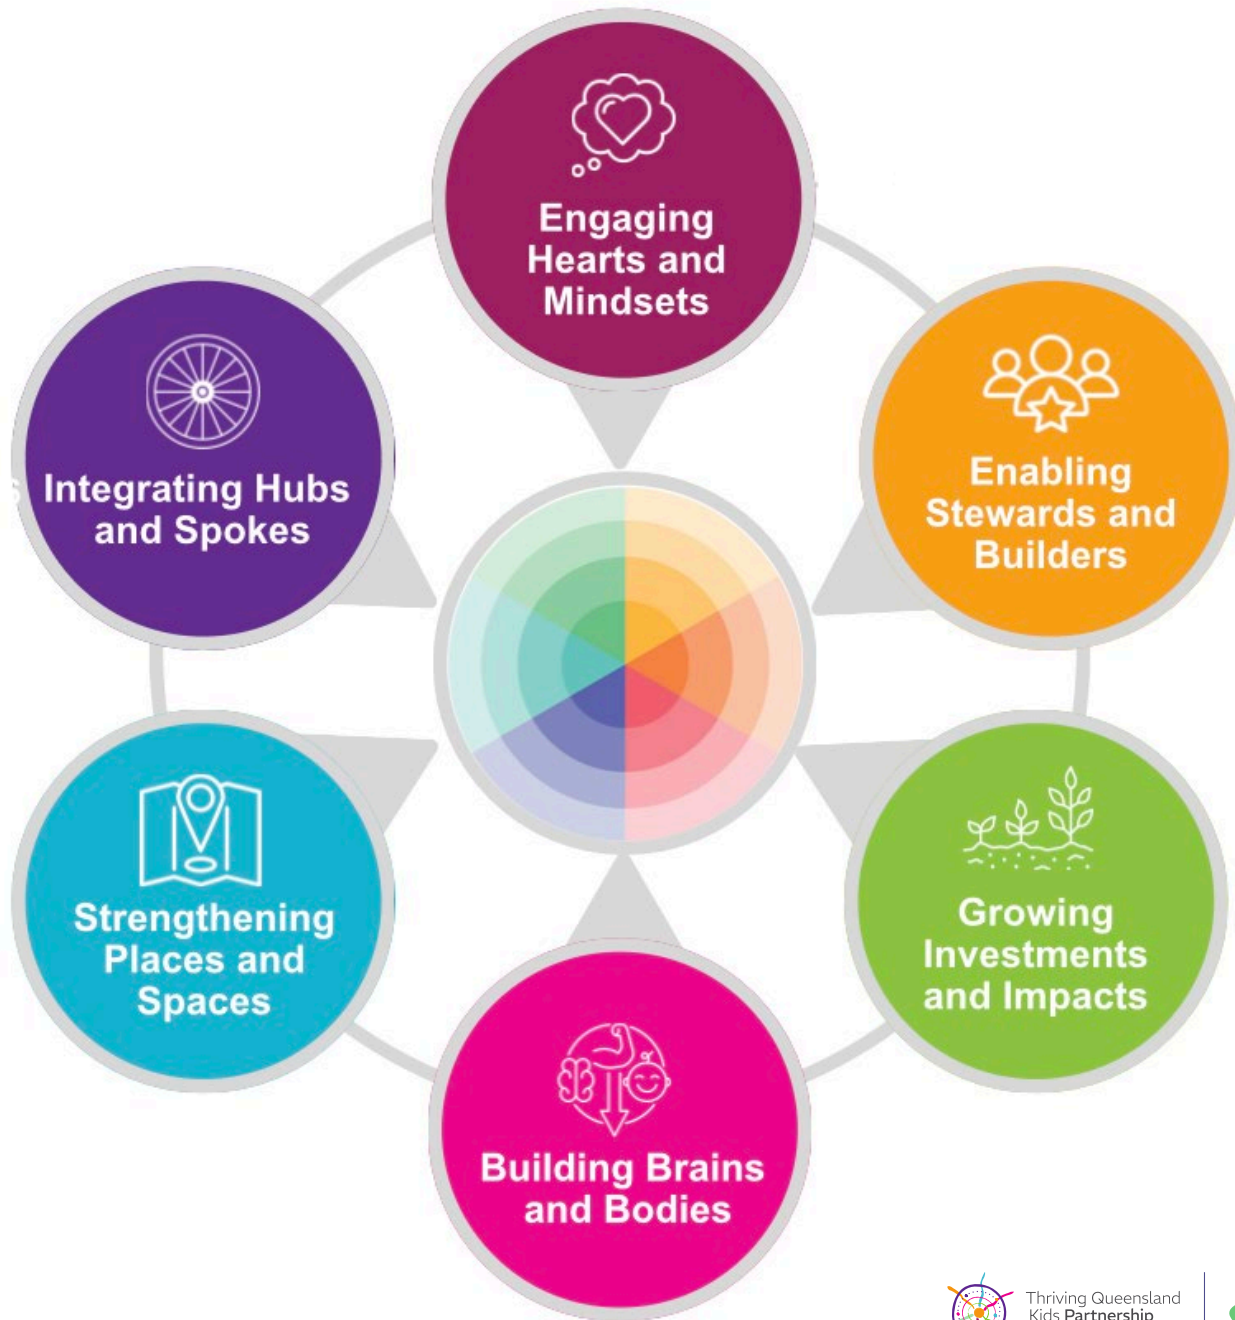 Engaging
Hearts and
Mindsets
Enabling
Stewards and
Builders
Growing
Investments
and Impacts
Building Brains
and Bodies
Strengthening
Places and
Spaces
Integrating Hubs
and Spokes
Thriving Queensland
Kids Partnership